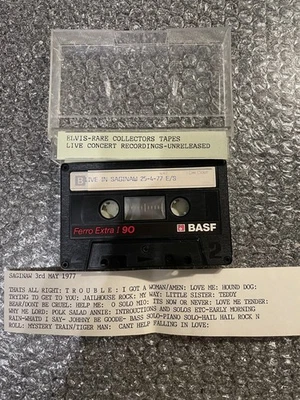 ELVIS-RARE COLLECTORS TAPES
LIVE CONCERT RECORDINGS-UNRELEASED
B LIVE IN SAGINAW 25-4-77 E/S
Ferro Extra I 90
BASF
2
SAGINAW 3rd MAY 1977
THATS ALL RIGHT: T R O U B L E : I GOT A WOMAN/AMEN: LOVE ME: HOUND DOG:
TRYING TO GET TO YOU: JAILHOUSE ROCK: MY WAY: LITTLE SISTER: TEDDY
BEAR/DONT BE CRUEL: HELP ME: O SOLO MIO: ITS NOW OR NEVER: LOVE ME TENDER:
WHY ME LORD: POLK SALAD ANNIE: INTRODUCTIONS AND SOLOS ETC-EARLY MORNING
RAIN-WHATD I SAY- JOHNNY BE GOODE- BASS SOLO-PIANO SOLO-HAIL HAIL ROCK N
ROLL: MYSTERY TRAIN/TIGER MAN: CANT HELP FALLING IN LOVE: